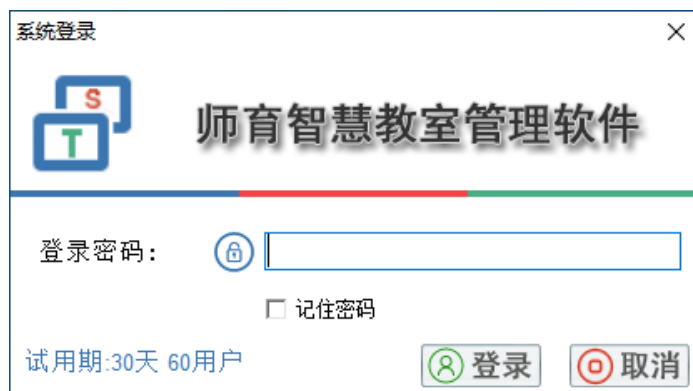 系统登录
S
T
师育智慧教室管理软件
登录密码:
记住密码
试用期:30天 60用户
登录
取消